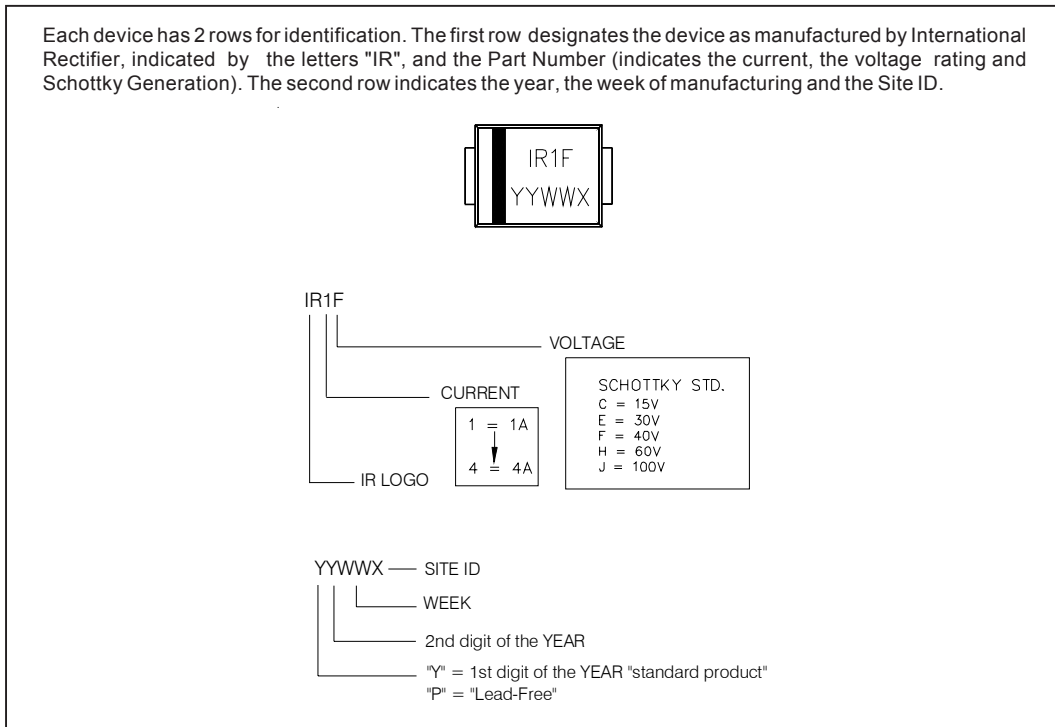 Each device has 2 rows for identification. The first row designates the device as manufactured by International
Rectifier, indicated by the letters "IR", and the Part Number (indicates the current, the voltage rating and
Schottky Generation). The second row indicates the year, the week of manufacturing and the Site ID.
IR1F
YYWWX
IR1F
VOLTAGE
SCHOTTKY STD.
C = 15V
E = 30V
F = 40V
H = 60V
J = 100V
CURRENT
1 = 1A
4 = 4A
IR LOGO
YYWWX
SITE ID
WEEK
2nd digit of the YEAR
"Y" = 1st digit of the YEAR "standard product"
"P" = "Lead-Free"